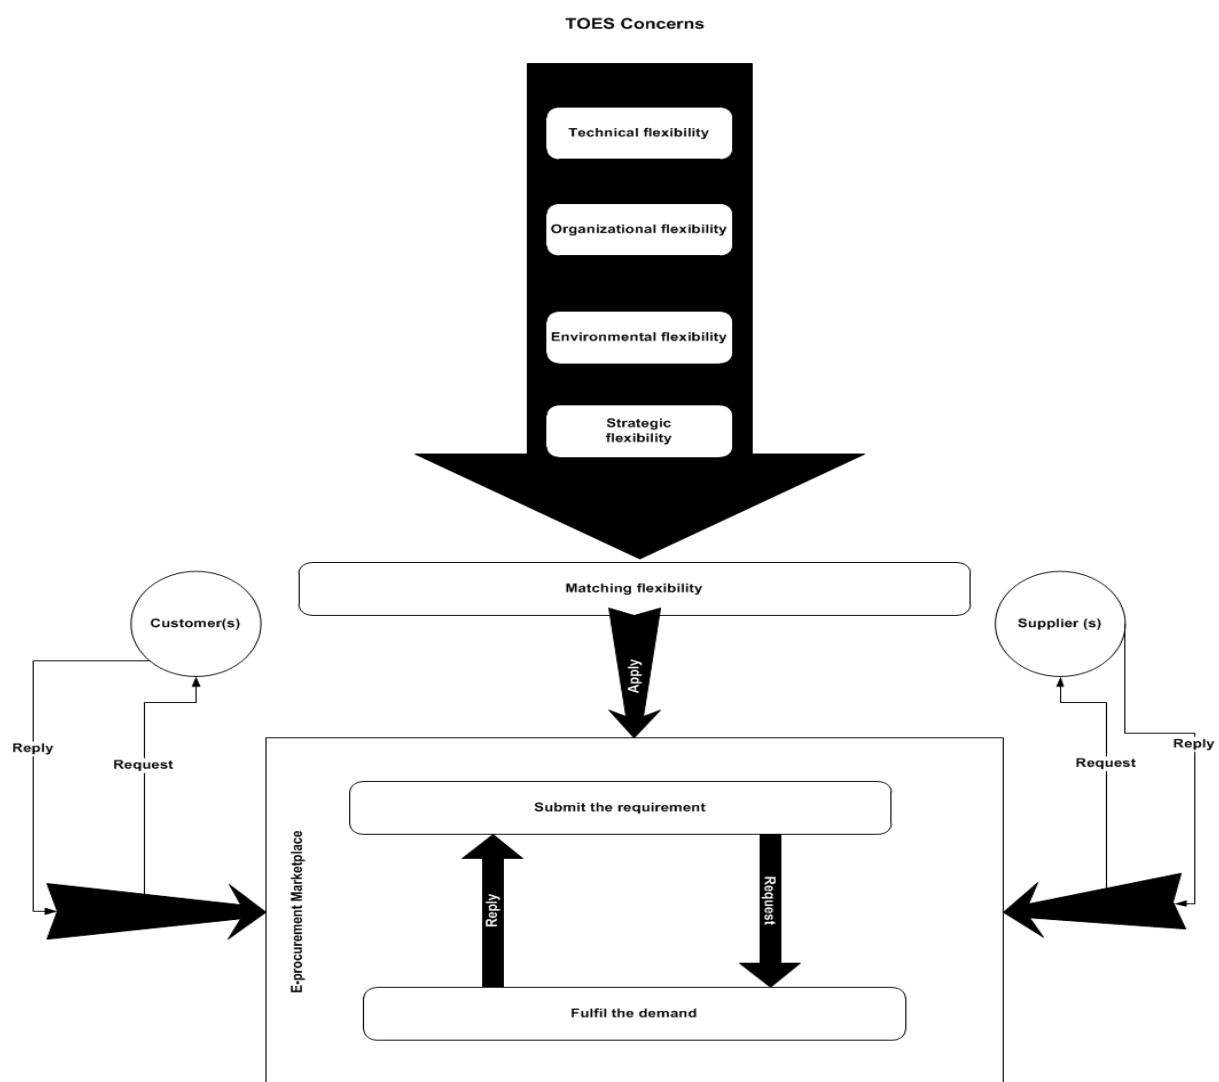 TOES Concerns
Technical flexibility
Organizational flexibility
Environmental flexibility
Strategic
flexibility
Matching flexibility
Customer(s)
Supplier (s)
Apply
Reply
Request
Reply
Request
Submit the requirement
E-procurement Marketplace
Reply
Request
Fulfil the demand